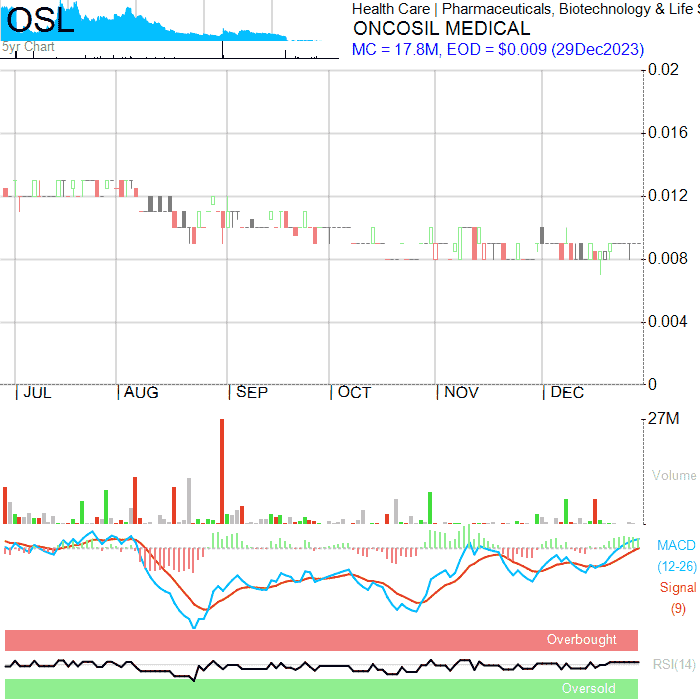 OSL
5yr Chart
Health Care | Pharmaceuticals, Biotechnology & Life S
ONCOSIL MEDICAL
MC = 17.8M, EOD = $0.009 (29Dec2023)
0.02
0.016
0.012
0.008
0.004
0
| JUL | AUG | SEP | OCT | NOV | DEC
27M
Volume
MACD
(12-26)
Signal
(9)
Overbought
RSI(14)
Oversold